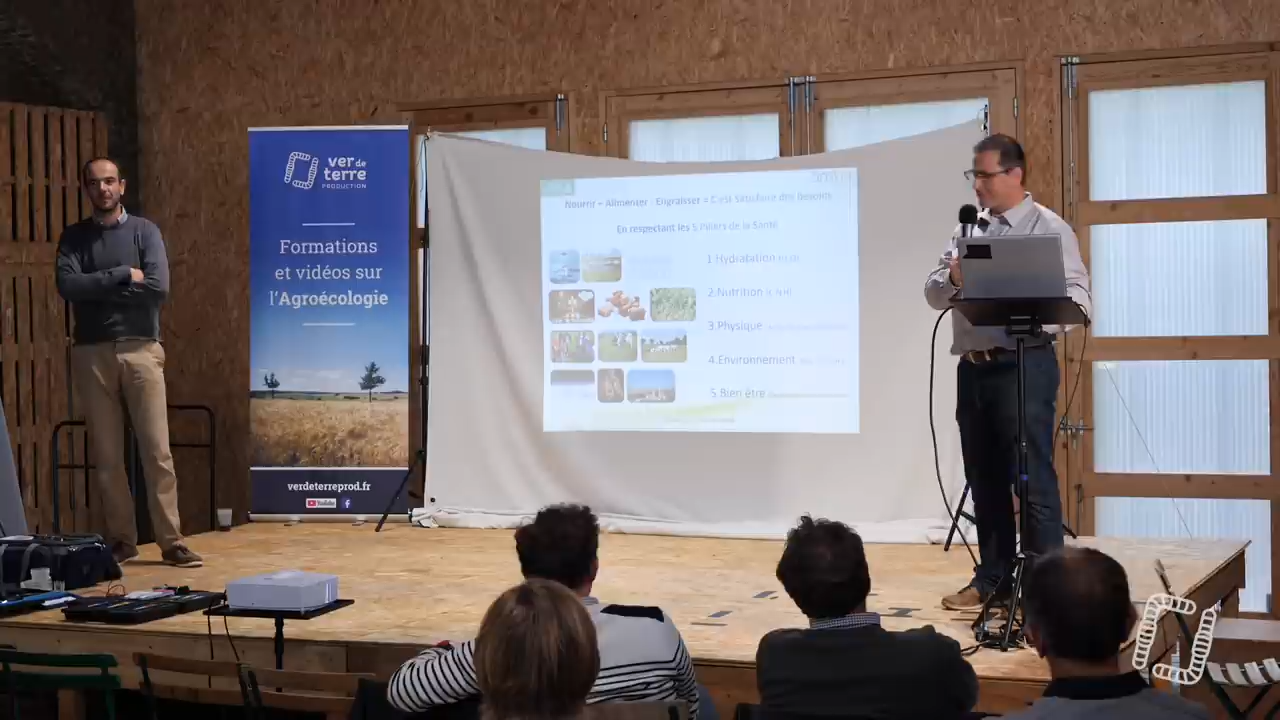 ver de
terre
PRODUCTION
Formations
et vidéos sur
l'Agroécologie
verdeterreprod.fr
YouTube
Nourrir = Alimenter : Engraisser = C'est satisfaire des besoins
En respectant les 5 Piliers de la Santé
1.Hydratation
2.Nutrition
3.Physique
4.Environnement
5.Bien être